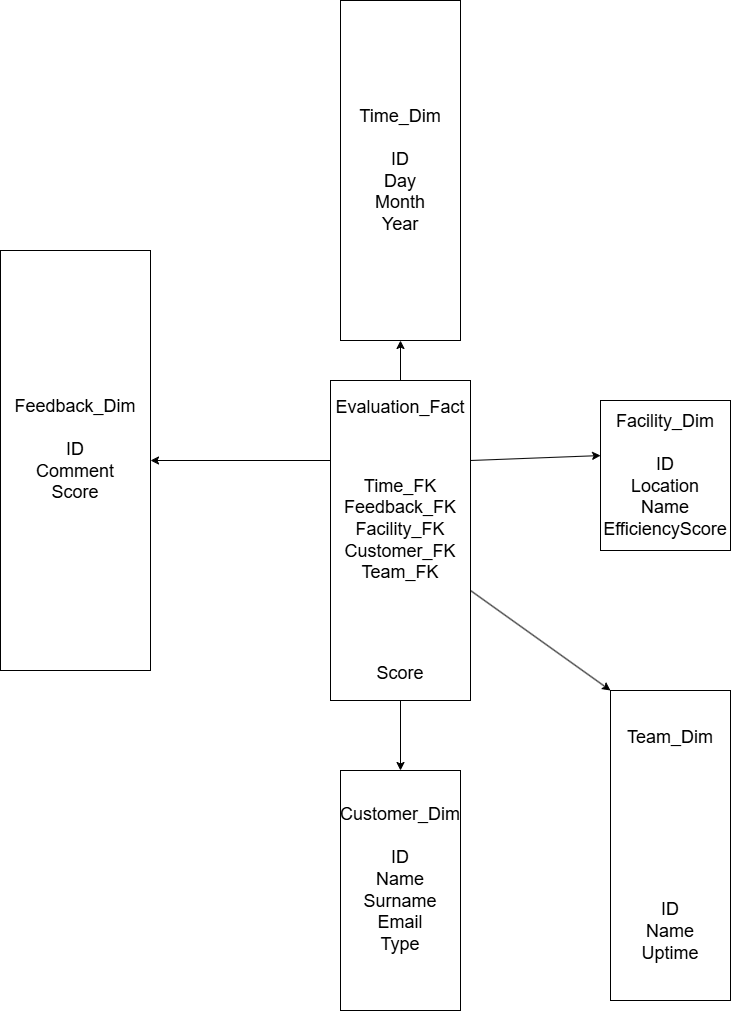 Time_Dim
ID
Day
Month
Year
Feedback_Dim
ID
Comment
Score
Evaluation_Fact
Time_FK
Feedback_FK
Facility_FK
Customer_FK
Team_FK
Score
Facility_Dim
ID
Location
Name
EfficiencyScore
Team_Dim
ID
Name
Uptime
Customer_Dim
ID
Name
Surname
Email
Type